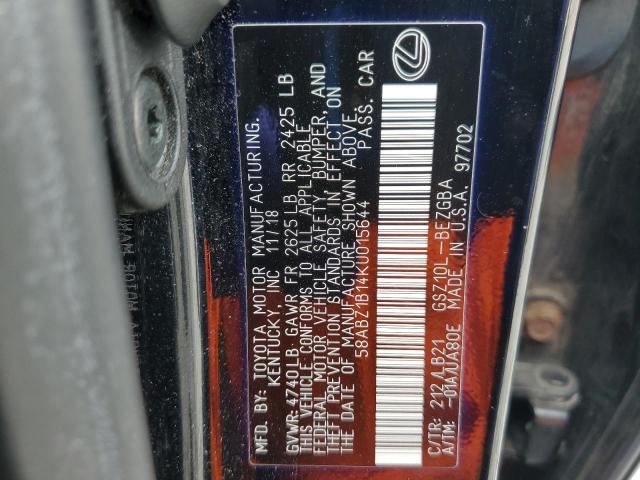 MFD. BY: TOYOTA MOTOR MANUFACTURING.
KENTUCKY, INC 11/18
GVWR: 4740LB GAWR FR 2625LB RR 2425 LB
THIS VEHICLE CONFORMS TO ALL APPLICABLE
FEDERAL MOTOR VEHICLE SAFETY, BUMPER, AND
THEFT PREVENTION STANDARDS IN EFFECT ON
THE DATE OF MANUFACTURE SHOWN ABOVE.
58ABZ1B14KU015644 PASS. CAR
C/TR: 212/LB21 GSZ10L-BEZGBA
A/TM: -01A/UA80E MADE IN U.S.A. 97702